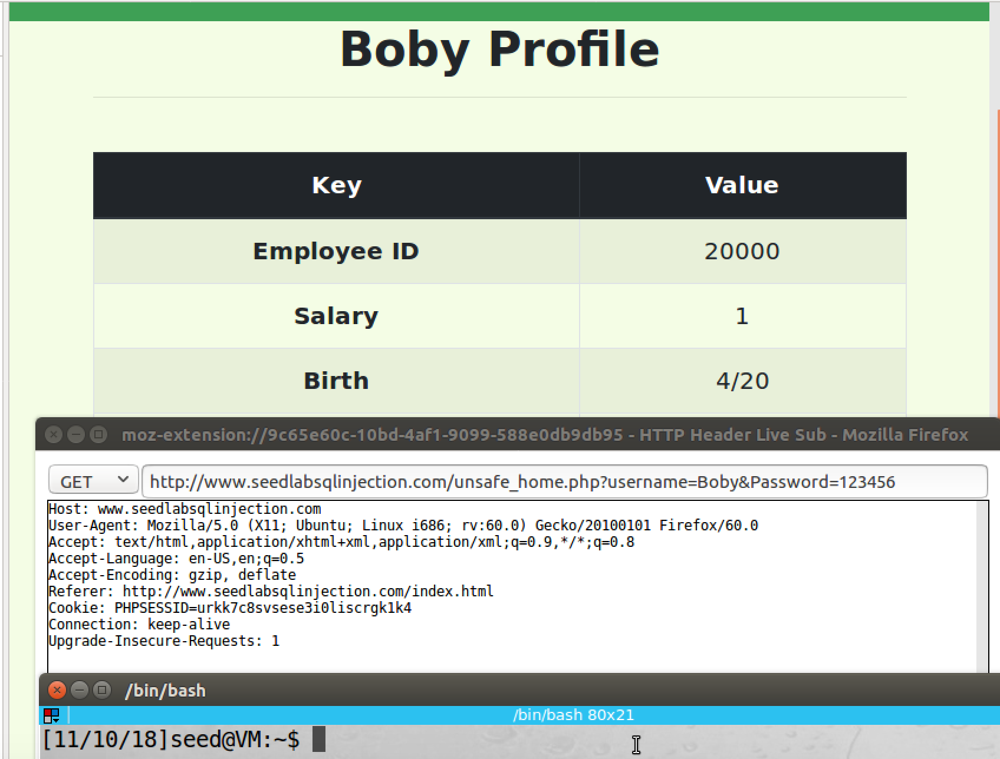 Boby Profile
Key Value
Employee ID 20000
Salary 1
Birth 4/20
moz-extension://9c65e60c-10bd-4af1-9099-588e0db9db95 - HTTP Header Live Sub - Mozilla Firefox
GET http://www.seedlabsqlinjection.com/unsafe_home.php?username=Boby&Password=123456
Host: www.seedlabsqlinjection.com
User-Agent: Mozilla/5.0 (X11; Ubuntu; Linux i686; rv:60.0) Gecko/20100101 Firefox/60.0
Accept: text/html,application/xhtml+xml,application/xml;q=0.9,*/*;q=0.8
Accept-Language: en-US,en;q=0.5
Accept-Encoding: gzip, deflate
Referer: http://www.seedlabsqlinjection.com/index.html
Cookie: PHPSESSID=urkk7c8svsese3i0liscrgk1k4
Connection: keep-alive
Upgrade-Insecure-Requests: 1
/bin/bash
/bin/bash 80x21
[11/10/18]seed@VM:~$